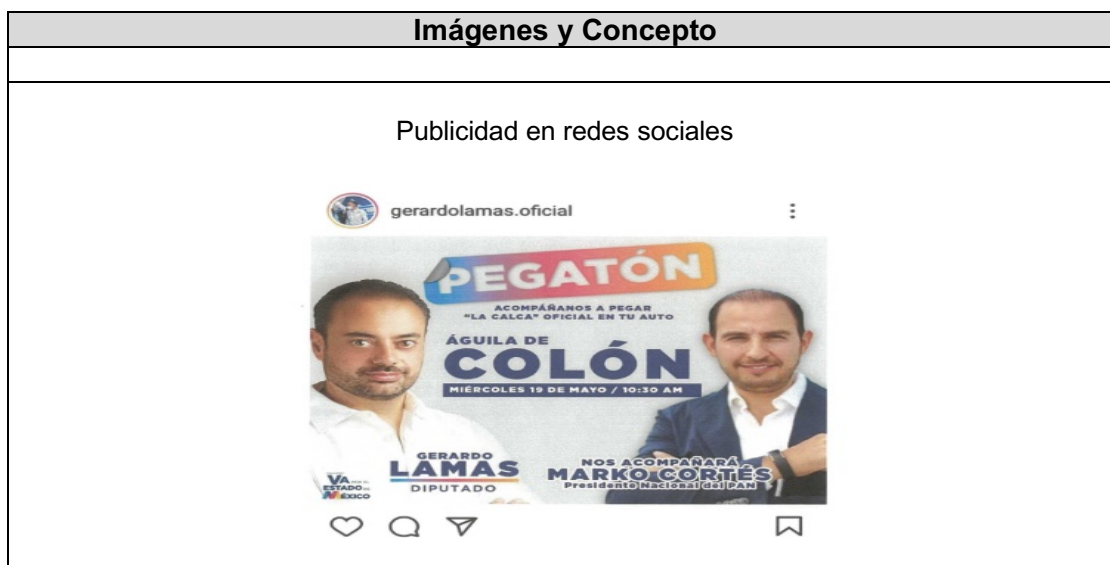 Imágenes y Concepto
Publicidad en redes sociales
gerardolamas.oficial
PEGATÓN
ACOMPÁÑANOS A PEGAR
"LA CALCA" OFICIAL EN TU AUTO
ÁGUILA DE
COLÓN
MIÉRCOLES 19 DE MAYO / 10:30 AM
GERARDO
LAMAS
DIPUTADO
NOS ACOMPAÑARÁ
MARKO CORTÉS
Presidente Nacional del PAN
VA
ESTADO
MÉXICO